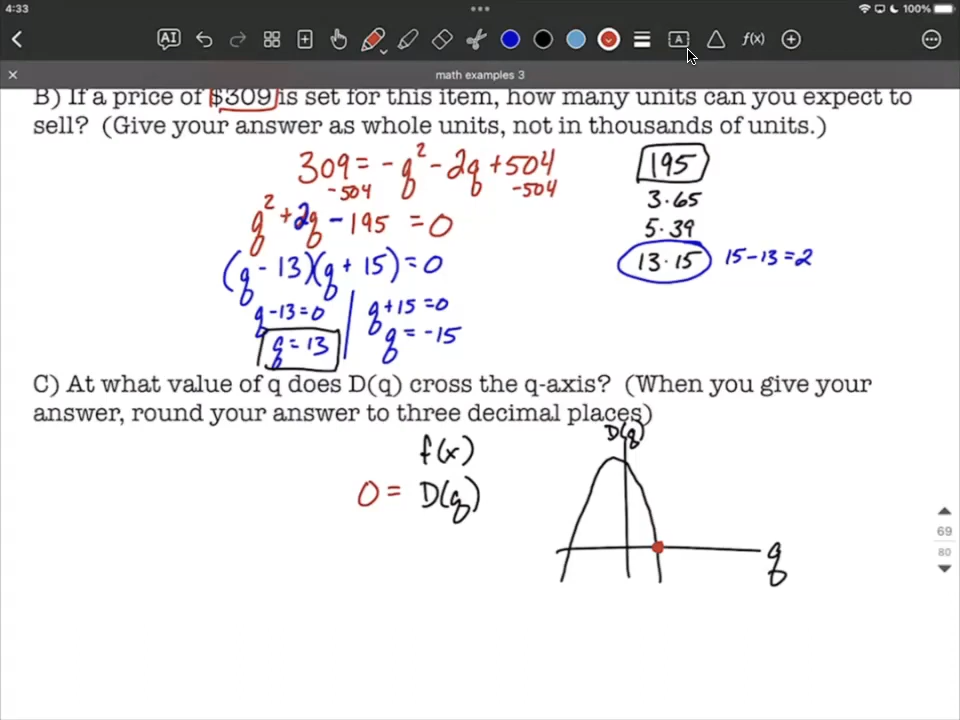 4:33
100%
AI
A
f(x)
math examples 3
B) If a price of $309 is set for this item, how many units can you expect to
sell? (Give your answer as whole units, not in thousands of units.)
309 = -q² - 2q + 504
-504 -504
q² + 2q - 195 = 0
(q - 13)(q + 15) = 0
q - 13 = 0 | q + 15 = 0
q = 13 | q = -15
195
3·65
5·39
13·15 15-13=2
C) At what value of q does D(q) cross the q-axis? (When you give your
answer, round your answer to three decimal places)
f(x)
0 = D(q)
D(q)
q
69
80